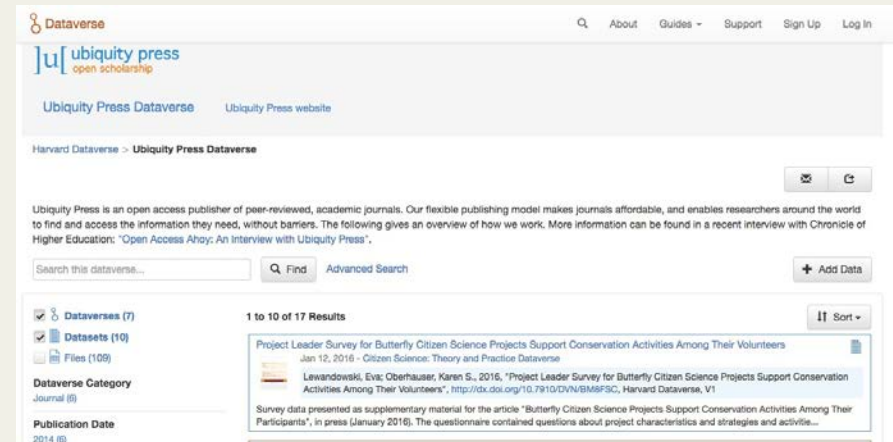 Dataverse
About Guides Support Sign Up Log In
]u[ ubiquity press
open scholarship
Ubiquity Press Dataverse Ubiquity Press website
Harvard Dataverse > Ubiquity Press Dataverse
Ubiquity Press is an open access publisher of peer-reviewed, academic journals. Our flexible publishing model makes journals affordable, and enables researchers around the world
to find and access the information they need, without barriers. The following gives an overview of how we work. More information can be found in a recent interview with Chronicle of
Higher Education: "Open Access Ahoy: An Interview with Ubiquity Press".
Search this dataverse... Find Advanced Search + Add Data
Dataverses (7)
Datasets (10)
Files (109)
Dataverse Category
Journal (6)
Publication Date
2014 (6)
1 to 10 of 17 Results Sort
Project Leader Survey for Butterfly Citizen Science Projects Support Conservation Activities Among Their Volunteers
Jan 12, 2016 - Citizen Science: Theory and Practice Dataverse
Lewandowski, Eva; Oberhauser, Karen S., 2016, "Project Leader Survey for Butterfly Citizen Science Projects Support Conservation
Activities Among Their Volunteers", http://dx.doi.org/10.7910/DVN/BM8FSC, Harvard Dataverse, V1
Survey data presented as supplementary material for the article "Butterfly Citizen Science Projects Support Conservation Activities Among Their
Participants", in press (January 2016). The questionnaire contained questions about project characteristics and strategies and activitie...